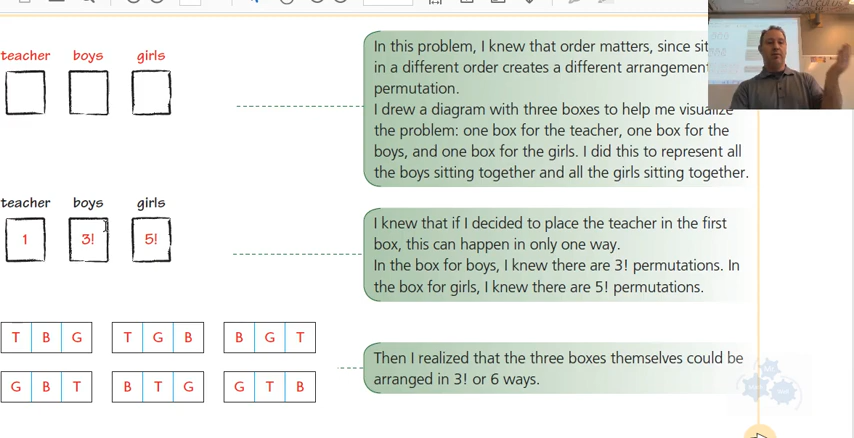 teacher boys girls
In this problem, I knew that order matters, since
in a different order creates a different arrangement
permutation.
I drew a diagram with three boxes to help me visualize
the problem: one box for the teacher, one box for the
boys, and one box for the girls. I did this to represent all
the boys sitting together and all the girls sitting together.
teacher boys girls
1 3! 5!
I knew that if I decided to place the teacher in the first
box, this can happen in only one way.
In the box for boys, I knew there are 3! permutations. In
the box for girls, I knew there are 5! permutations.
T B G T G B B G T
G B T B T G G T B
Then I realized that the three boxes themselves could be
arranged in 3! or 6 ways.